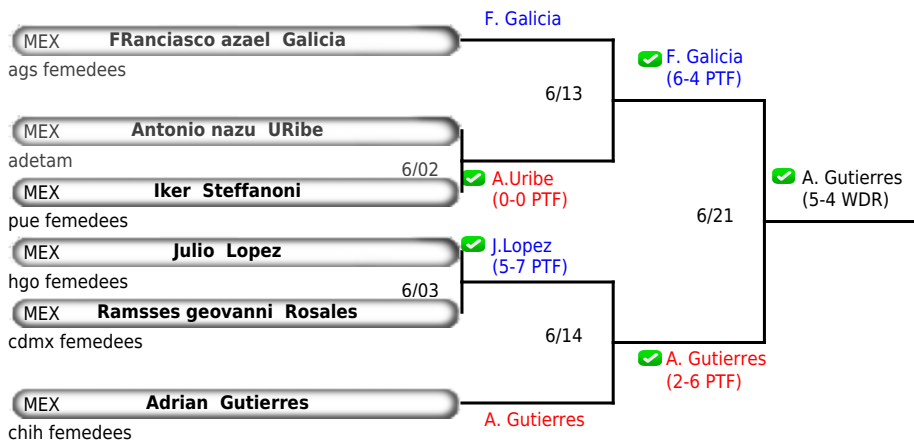 F. Galicia
MEX FRanciasco azael Galicia
ags femedees
F. Galicia
(6-4 PTF)
6/13
MEX Antonio nazu URibe
adetam
6/02
A.Uribe
(0-0 PTF)
MEX Iker Steffanoni
pue femedees
A. Gutierres
(5-4 WDR)
6/21
MEX Julio Lopez
J.Lopez
(5-7 PTF)
hgo femedees
6/03
MEX Ramsses geovanni Rosales
cdmx femedees
6/14
A. Gutierres
(2-6 PTF)
MEX Adrian Gutierres
A. Gutierres
chih femedees